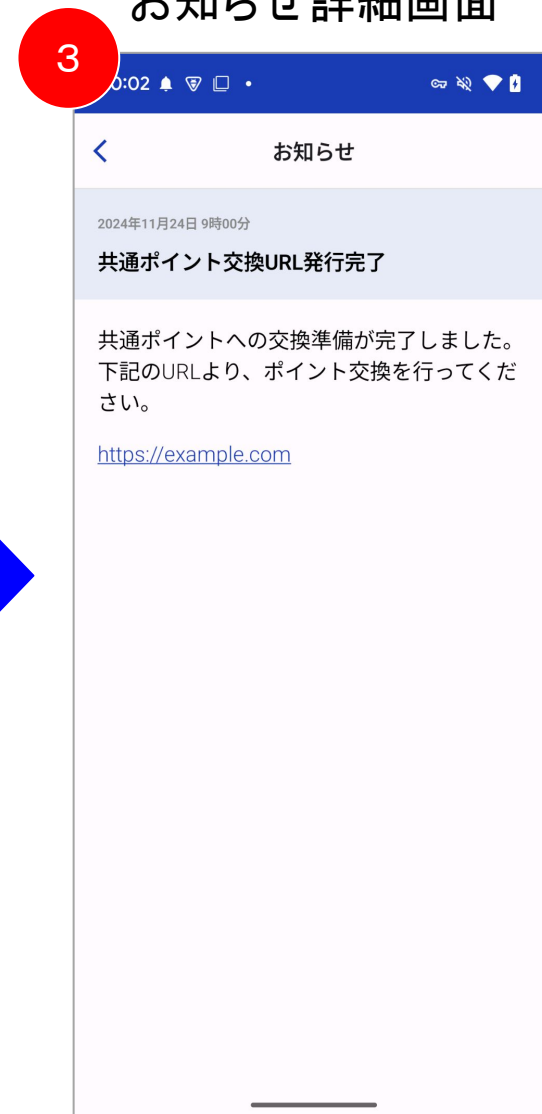 お知らせ詳細画面
3
0:02
お知らせ
2024年11月24日 9時00分
共通ポイント交換URL発行完了
共通ポイントへの交換準備が完了しました。
下記のURLより、ポイント交換を行ってくだ
さい。
https://example.com